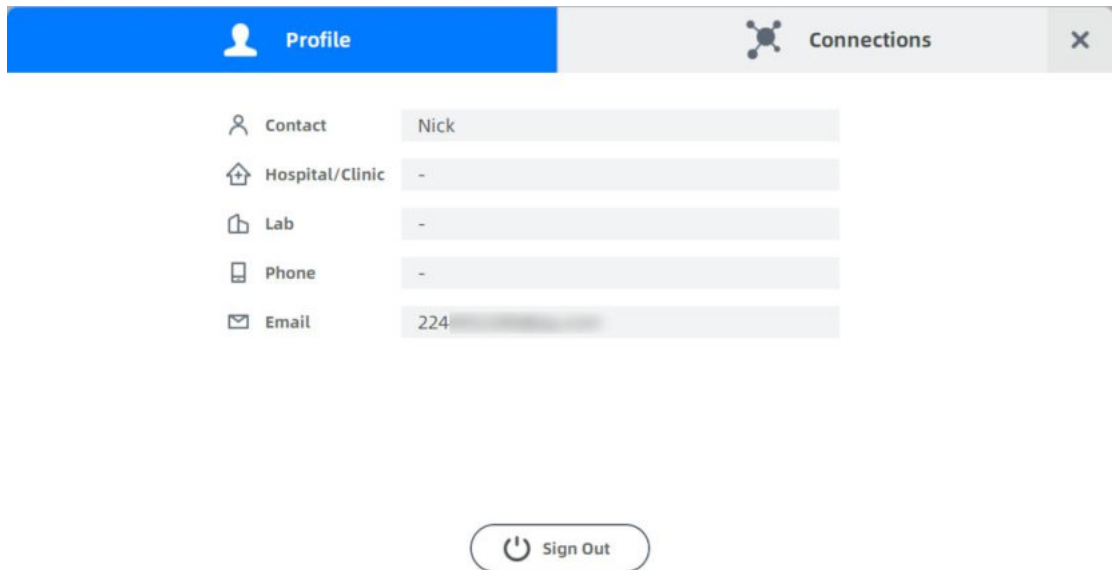 Profile
Connections
Contact Nick
Hospital/Clinic -
Lab -
Phone -
Email 224
Sign Out